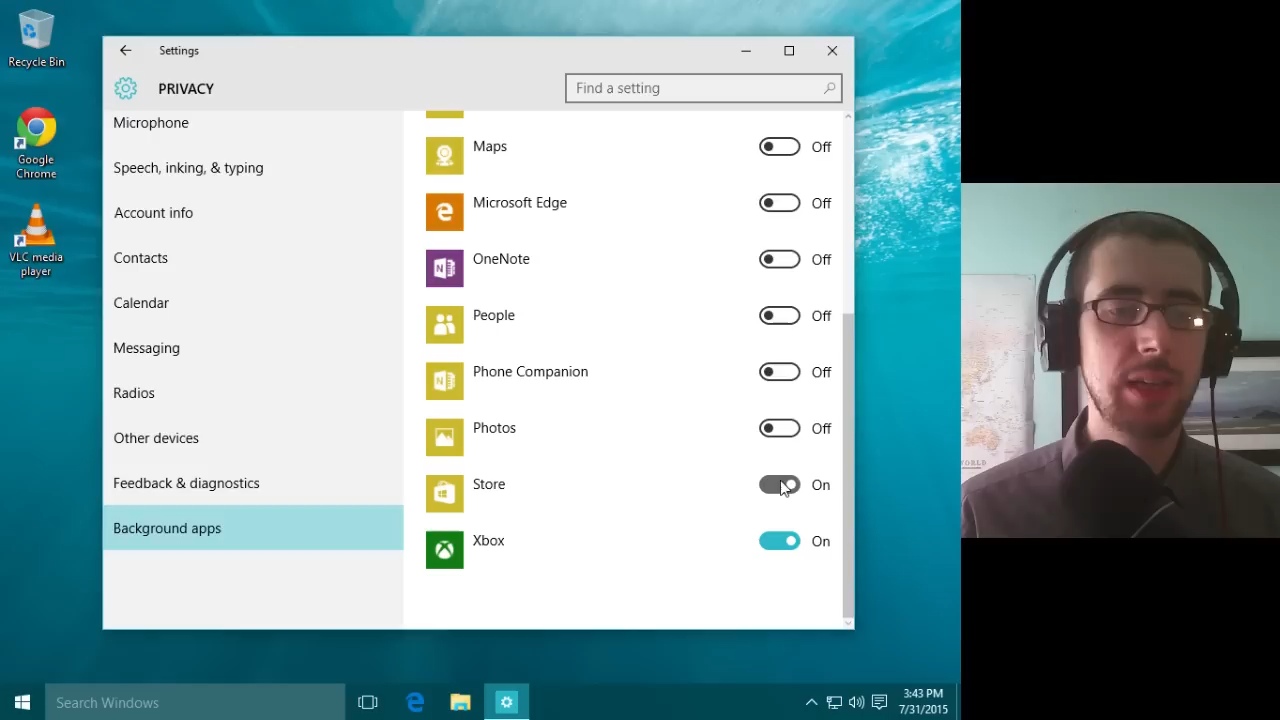 Recycle Bin
Google
Chrome
VLC media
player
Settings
PRIVACY
Find a setting
Microphone
Speech, inking, & typing
Account info
Contacts
Calendar
Messaging
Radios
Other devices
Feedback & diagnostics
Background apps
Maps Off
Microsoft Edge Off
OneNote Off
People Off
Phone Companion Off
Photos Off
Store On
Xbox On
Search Windows
3:43 PM
7/31/2015